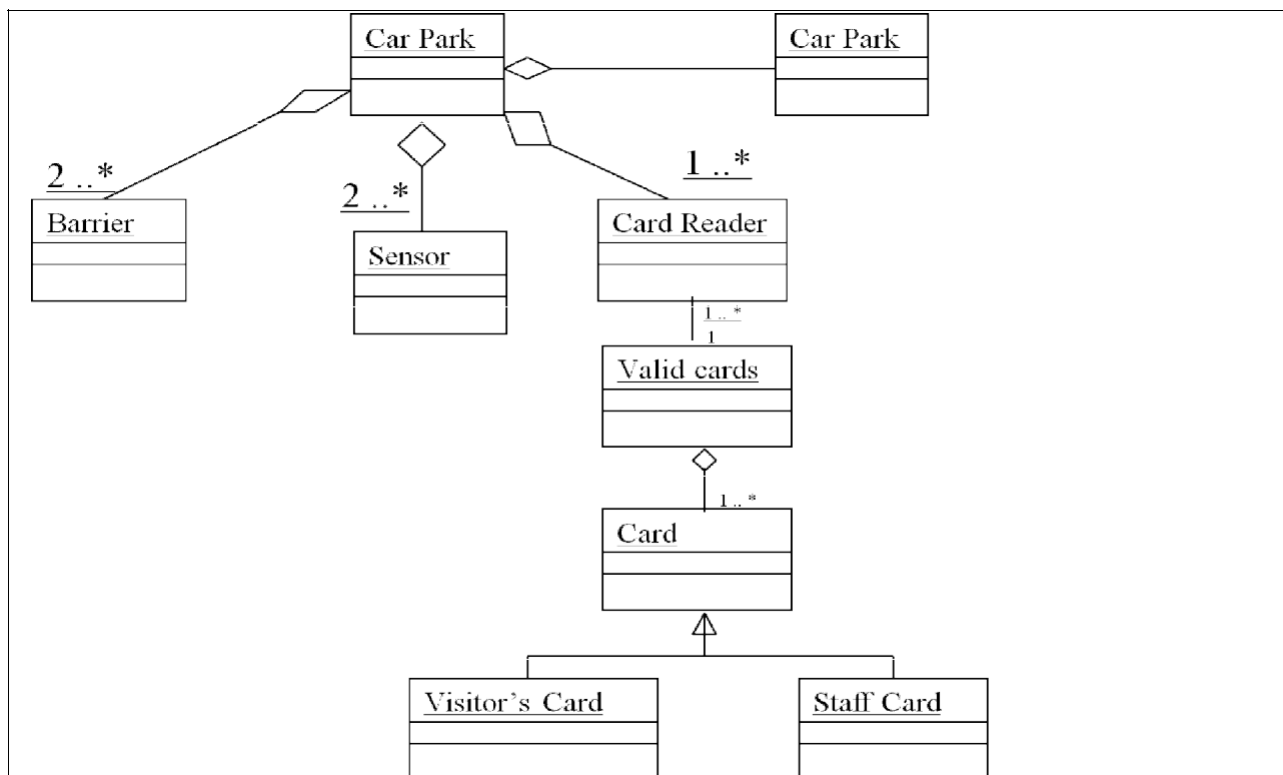 Car Park
Car Park
2 ..*
2 ..*
1 ..*
Barrier
Sensor
Card Reader
1 .. *
1
Valid cards
1 .. *
Card
Visitor's Card
Staff Card